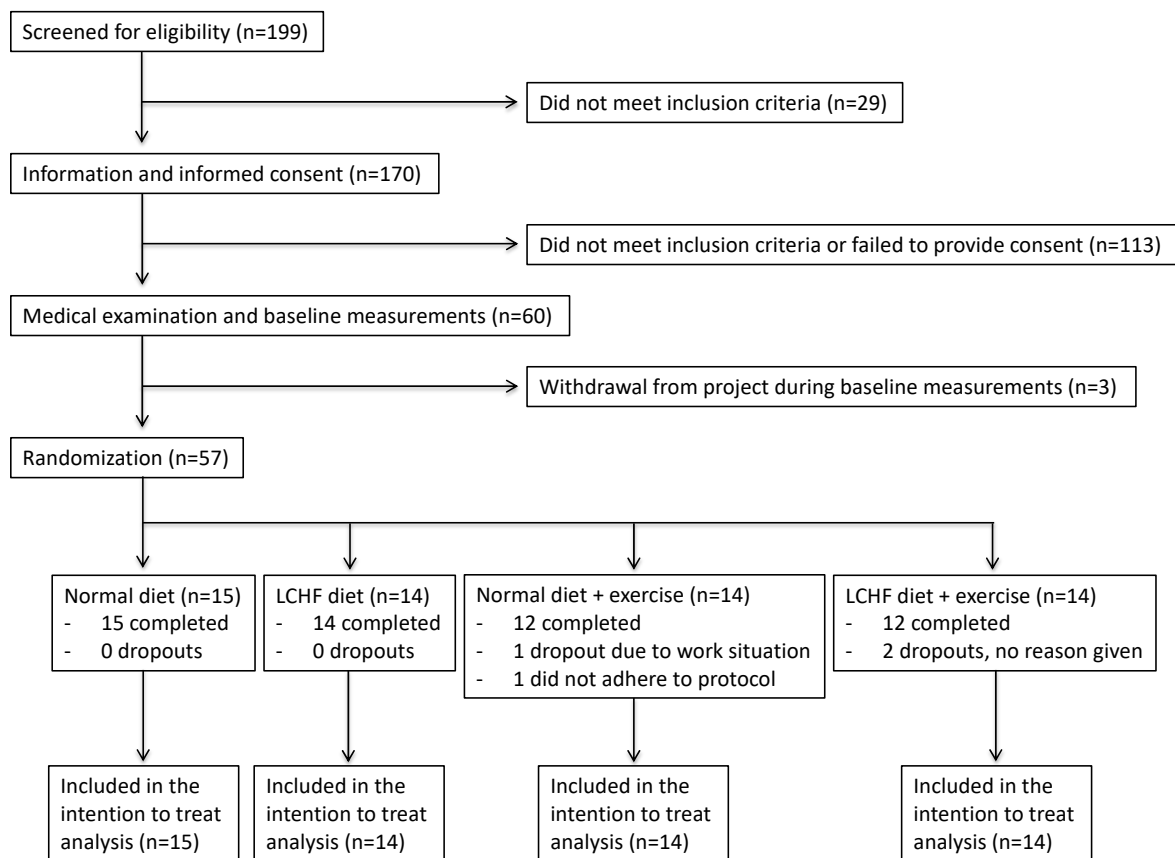 Screened for eligibility (n=199)
Did not meet inclusion criteria (n=29)
Information and informed consent (n=170)
Did not meet inclusion criteria or failed to provide consent (n=113)
Medical examination and baseline measurements (n=60)
Withdrawal from project during baseline measurements (n=3)
Randomization (n=57)
Normal diet (n=15)
- 15 completed
- 0 dropouts
LCHF diet (n=14)
- 14 completed
- 0 dropouts
Normal diet + exercise (n=14)
- 12 completed
- 1 dropout due to work situation
- 1 did not adhere to protocol
LCHF diet + exercise (n=14)
- 12 completed
- 2 dropouts, no reason given
Included in the
intention to treat
analysis (n=15)
Included in the
intention to treat
analysis (n=14)
Included in the
intention to treat
analysis (n=14)
Included in the
intention to treat
analysis (n=14)